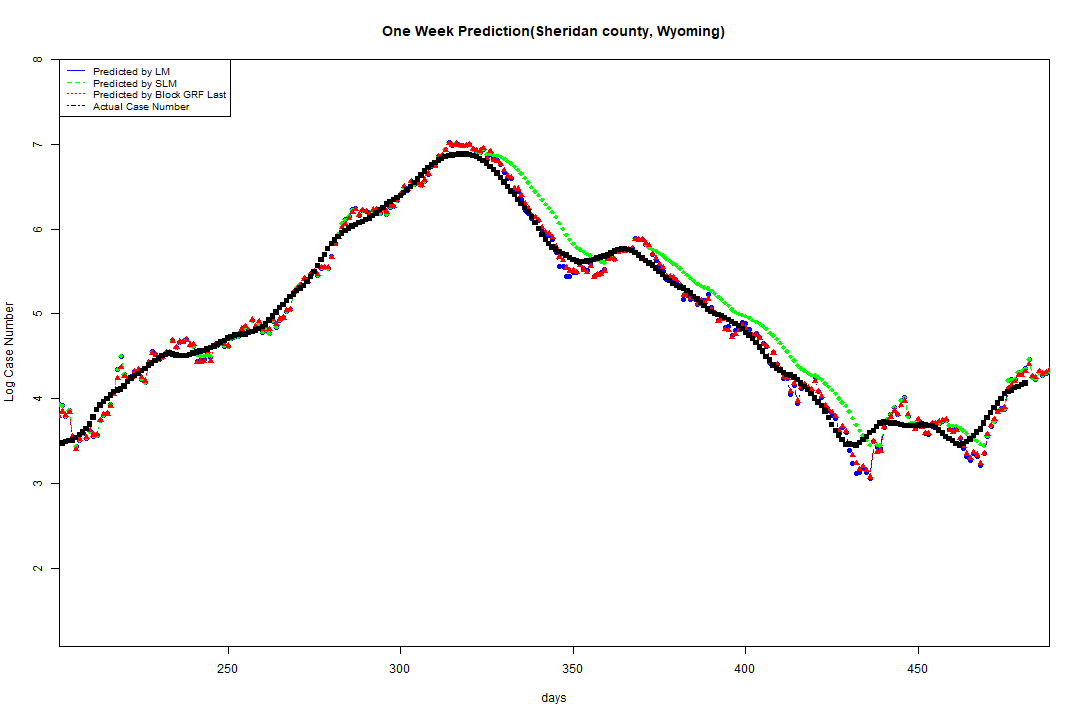 One Week Prediction(Sheridan county, Wyoming)
Predicted by LM
Predicted by SLM
Predicted by Block GRF Last
Actual Case Number
8
7
6
5
4
3
2
Log Case Number
250 300 350 400 450
days